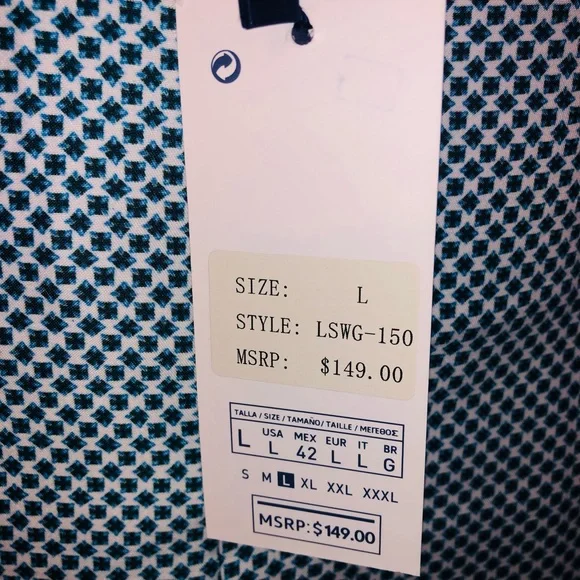 SIZE: L
STYLE: LSWG-150
MSRP: $149.00
TALLA / SIZE / TAMAÑO / TAILLE / ΜΕΓΕΘΟΣ
L USA MEX EUR IT BR
L 42 L L G
S M L XL XXL XXXL
MSRP:$149.00